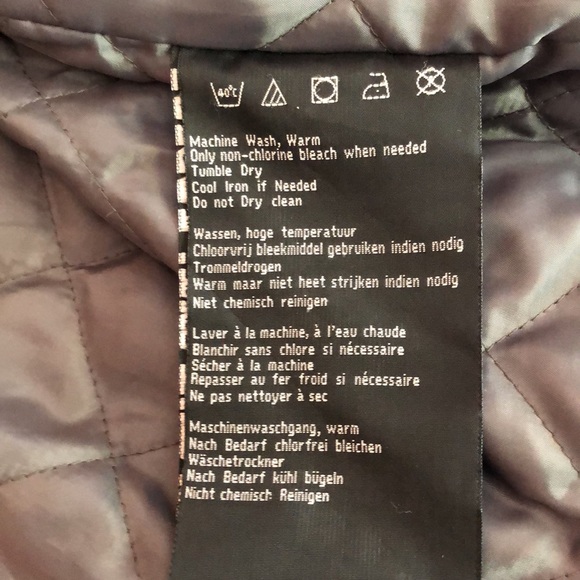 40°C
Machine Wash, Warm
Only non-chlorine bleach when needed
Tumble Dry
Cool Iron if Needed
Do not Dry clean
Wassen, hoge temperatuur
Chloorvrij bleekmiddel gebruiken indien nodig
Trommeldrogen
Warm maar niet heet strijken indien nodig
Niet chemisch reinigen
Laver à la machine, à l'eau chaude
Blanchir sans chlore si nécessaire
Sécher à la machine
Repasser au fer froid si nécessaire
Ne pas nettoyer à sec
Maschinenwaschgang, warm
Nach Bedarf chlorfrei bleichen
Wäschetrockner
Nach Bedarf kühl bügeln
Nicht chemisch Reinigen